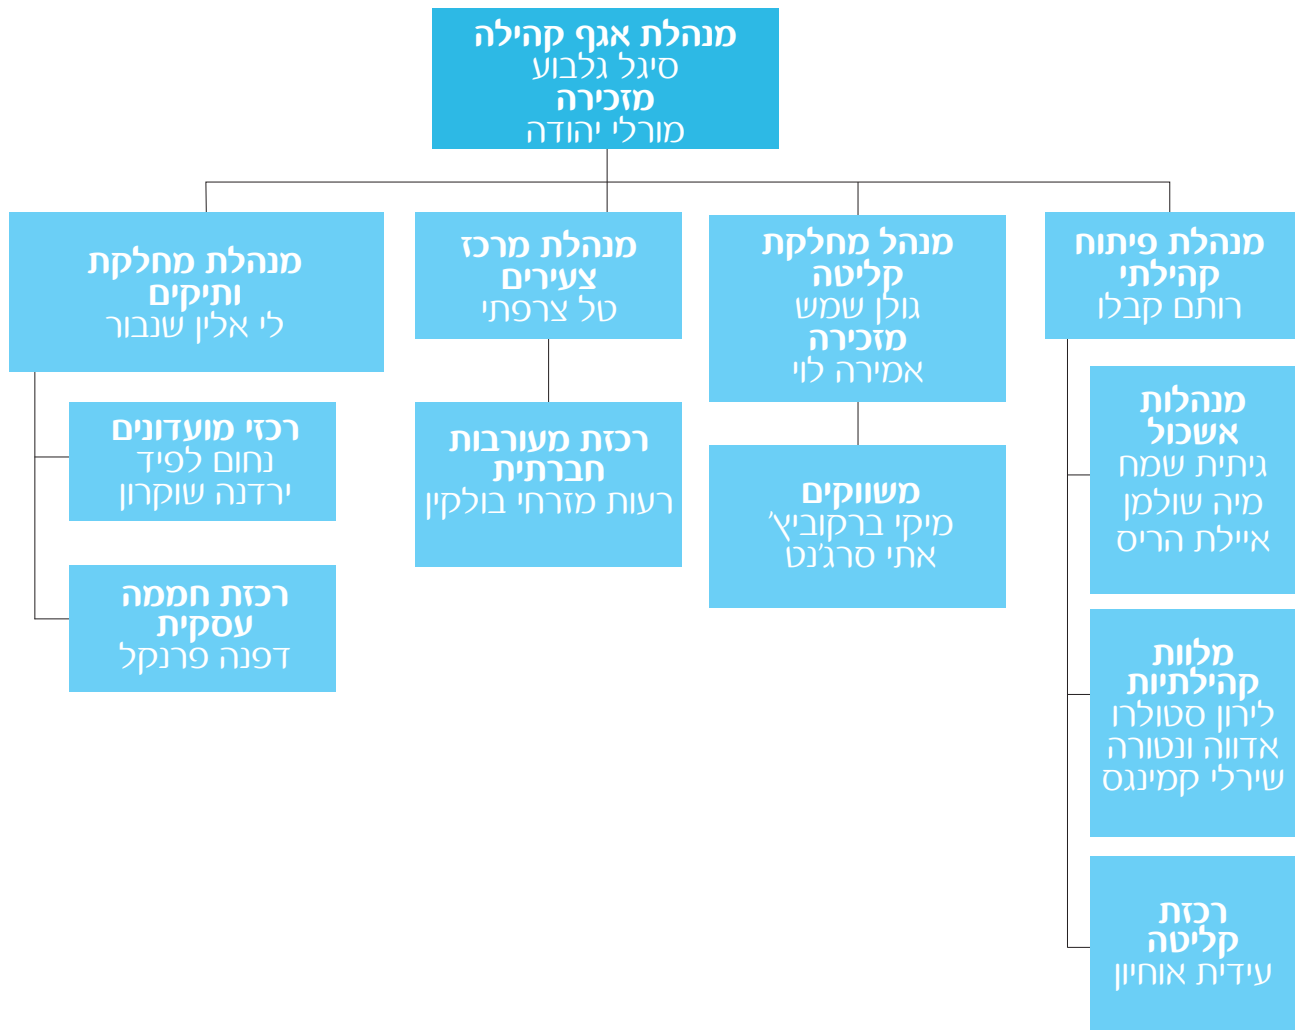 מנהלת אגף קהילה
סיגל גלבוע
מזכירה
מורלי יהודה
מנהלת פיתוח
קהילתי
רותם קבלו
מנהלות
אשכול
גיתית שמח
מיה שולמן
איילת הריס
מלוות
קהילתיות
לירון סטולרו
אדווה ונטורה
שירלי קמינגס
רכזת
קליטה
עידית אוחיון
מנהל מחלקת
קליטה
גולן שמש
מזכירה
אמירה לוי
משווקים
מיקי ברקוביץ'
אתי סרג'נט
מנהלת מרכז
צעירים
טל צרפתי
רכזת מעורבות
חברתית
רעות מזרחי בולקין
מנהלת מחלקת
ותיקים
לי אלין שנבור
רכזי מועדונים
נחום לפיד
ירדנה שוקרון
רכזת חממה
עסקית
דפנה פרנקל